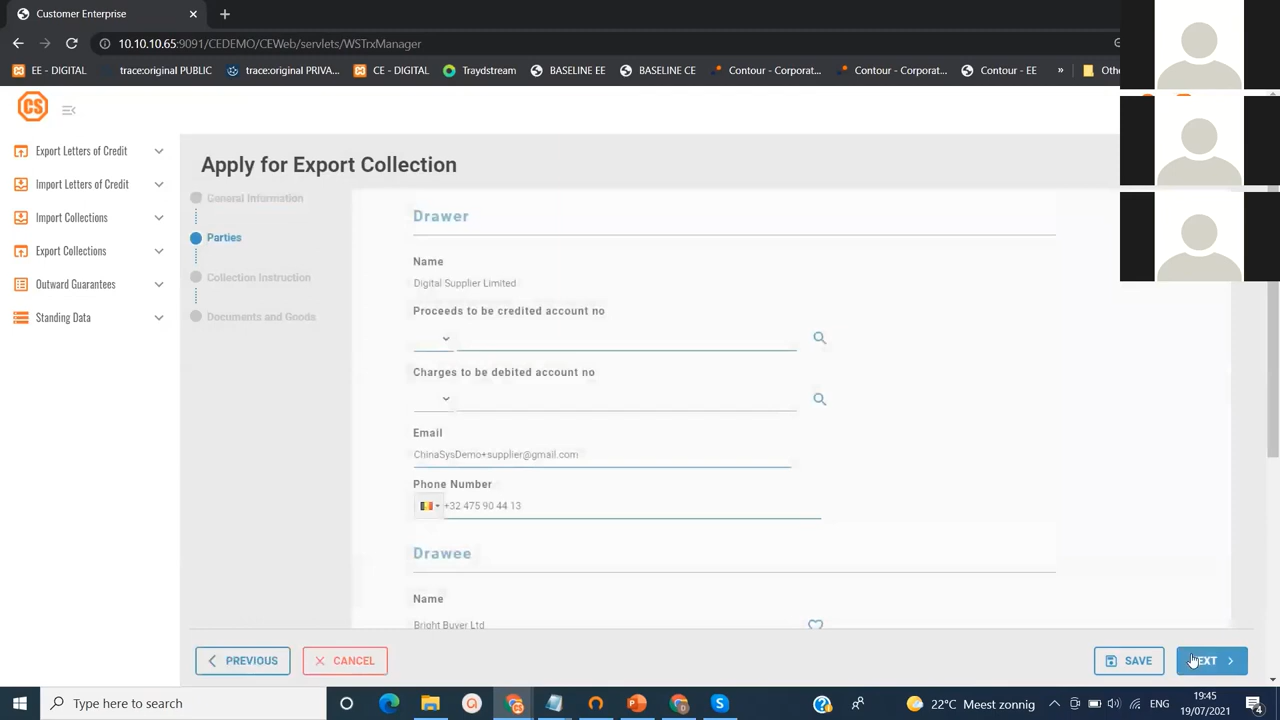 Customer Enterprise
10.10.10.65:9091/CEDEMO/CEWeb/servlets/WSTrxManager
EE - DIGITAL trace:original PUBLIC trace:original PRIVA... CE - DIGITAL Traydstream BASELINE EE BASELINE CE Contour - Corporat... Contour - Corporat... Contour - EE » Othe
CS
Export Letters of Credit
Import Letters of Credit
Import Collections
Export Collections
Outward Guarantees
Standing Data
Apply for Export Collection
General Information
Parties
Collection Instruction
Documents and Goods
Drawer
Name
Digital Supplier Limited
Proceeds to be credited account no
Charges to be debited account no
Email
ChinaSysDemo+supplier@gmail.com
Phone Number
+32 475 90 44 13
Drawee
Name
Bright Buyer Ltd
PREVIOUS CANCEL SAVE NEXT
Type here to search
22°C Meest zonnig
ENG
19:45
19/07/2021
4